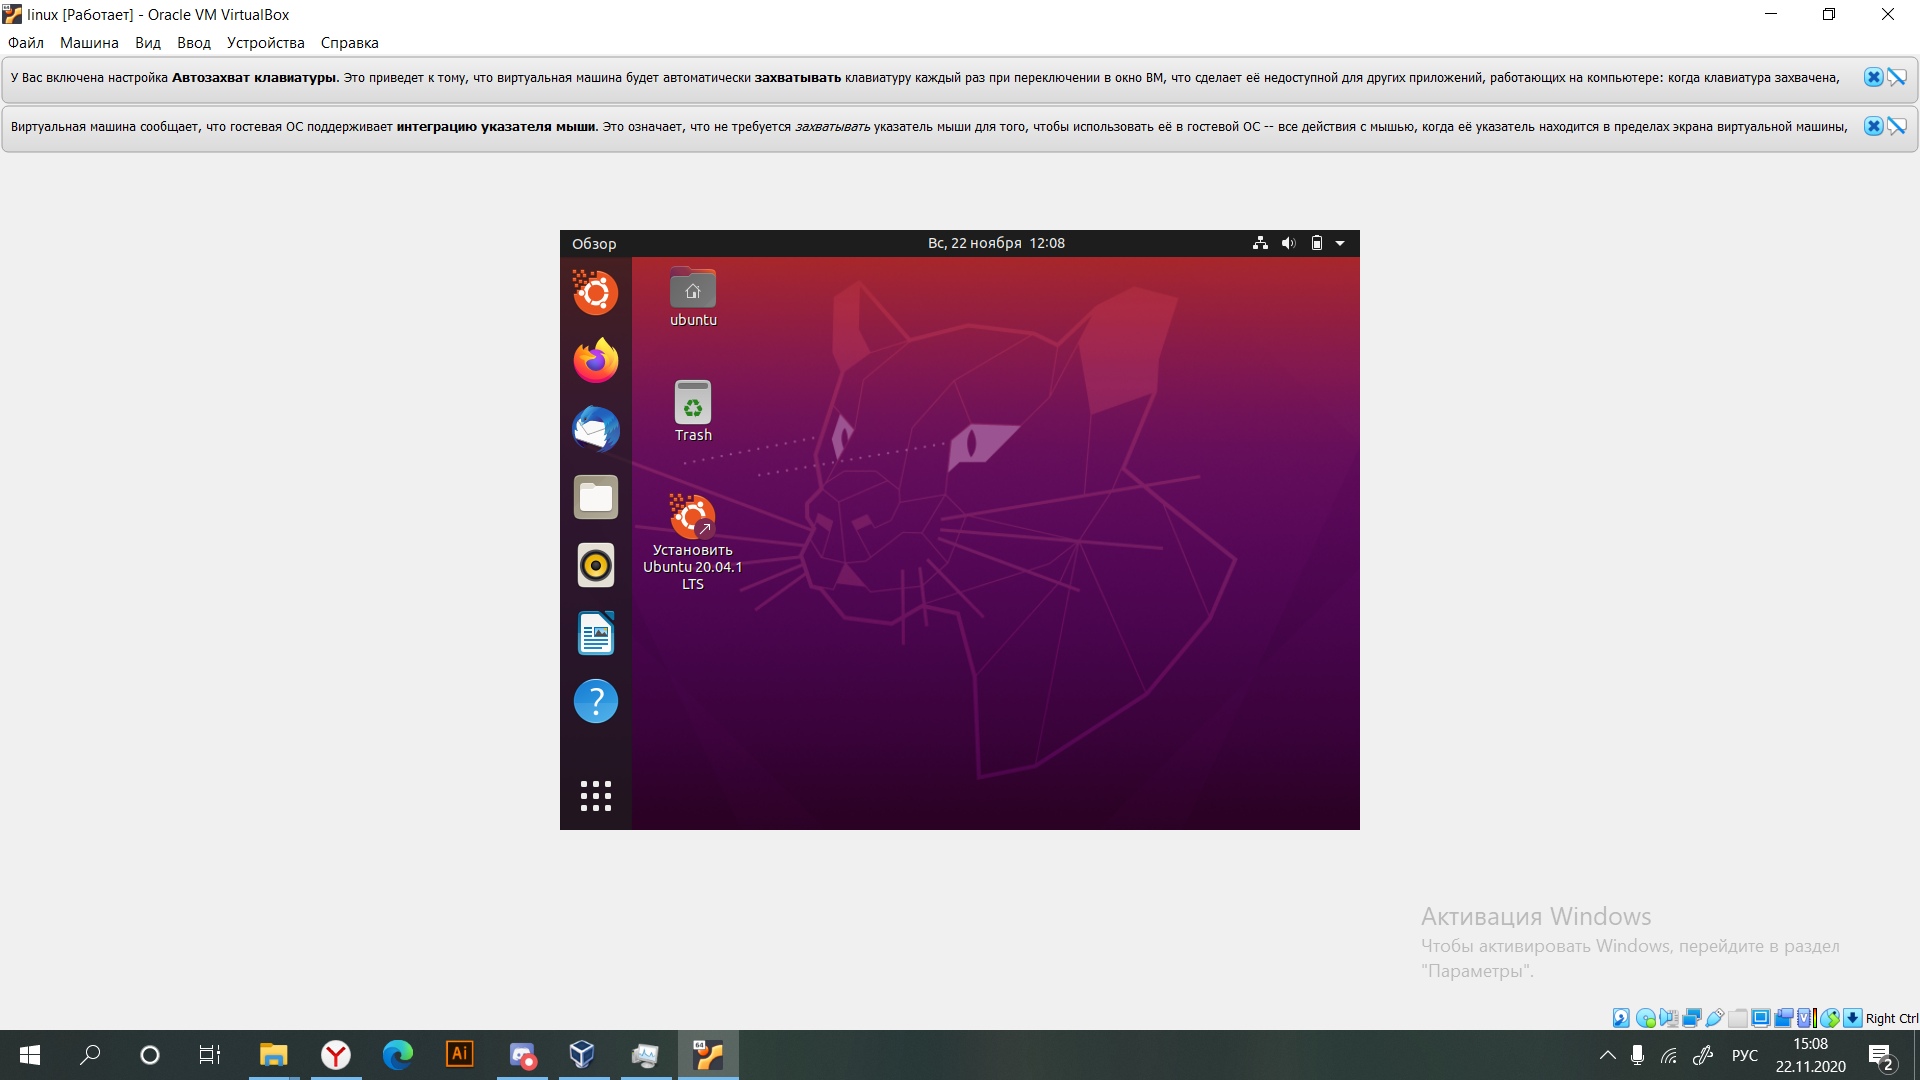 linux [Работает] - Oracle VM VirtualBox
Файл Машина Вид Ввод Устройства Справка
У Вас включена настройка Автозахват клавиатуры. Это приведет к тому, что виртуальная машина будет автоматически захватывать клавиатуру каждый раз при переключении в окно ВМ, что сделает её недоступной для других приложений, работающих на компьютере: когда клавиатура захвачена,
Виртуальная машина сообщает, что гостевая ОС поддерживает интеграцию указателя мыши. Это означает, что не требуется захватывать указатель мыши для того, чтобы использовать её в гостевой ОС -- все действия с мышью, когда её указатель находится в пределах экрана виртуальной машины,
Обзор Вс, 22 ноября 12:08
ubuntu
Trash
Установить
Ubuntu 20.04.1
LTS
Активация Windows
Чтобы активировать Windows, перейдите в раздел
"Параметры".
Right Ctrl
Ai
64
РУС
15:08
22.11.2020
2